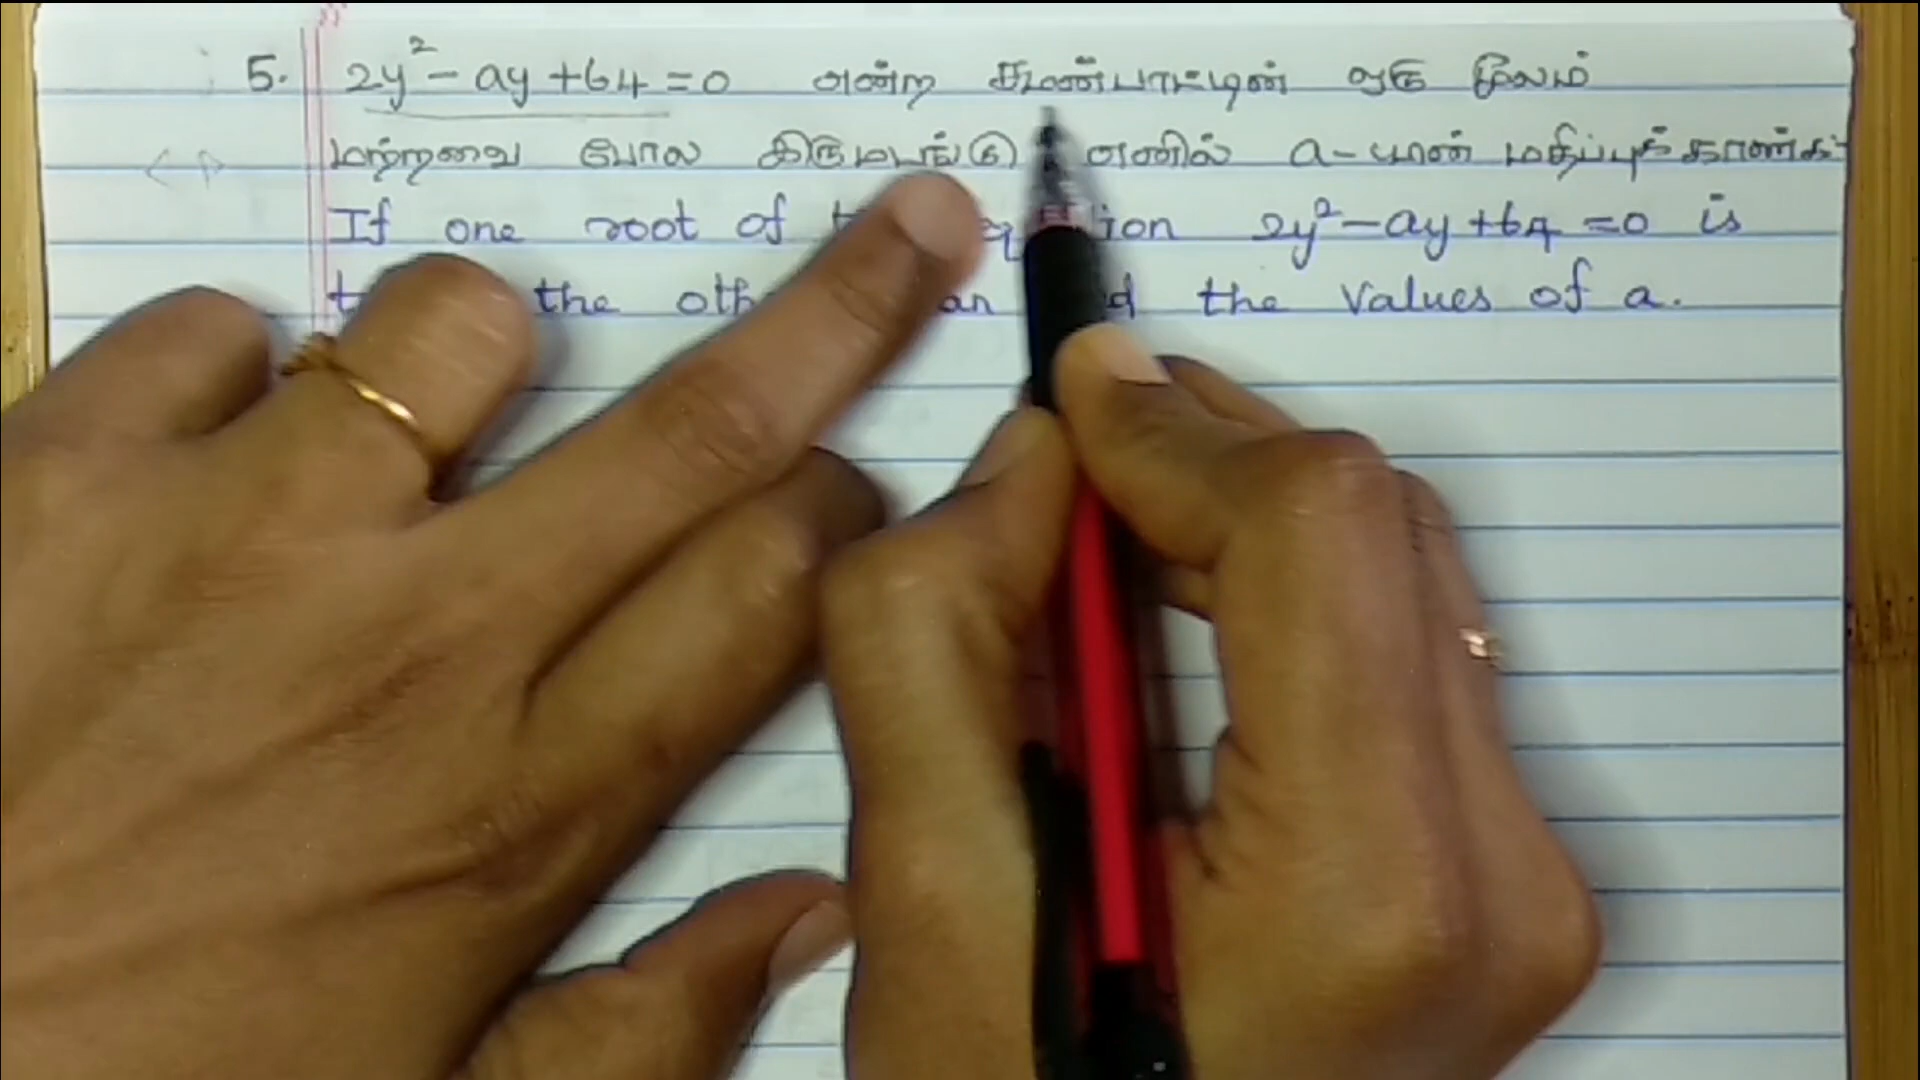 5. 2y² - ay + 64 = 0 என்ற சமன்பாட்டின் ஒரு மூலம்
மற்றவை போல இருமடங்கு எனில் a-யான் மதிப்புக் காண்க.
If one root of equation 2y² - ay + 64 = 0 is
the the values of a.